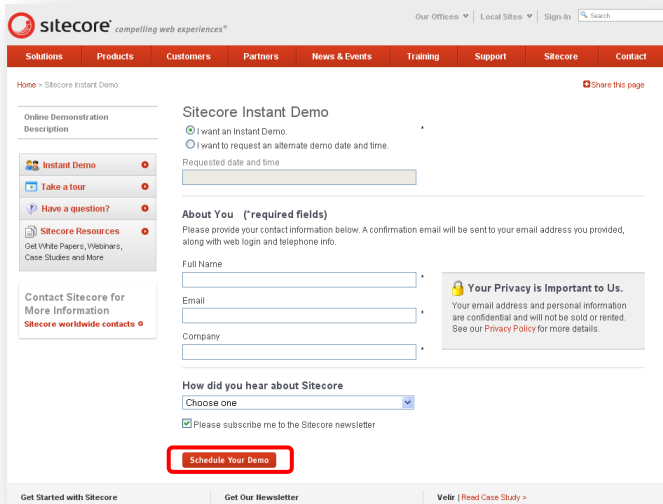 sitecore compelling web experiences®
Our Offices Local Sites Sign-In Search
Solutions Products Customers Partners News & Events Training Support Sitecore Contact
Home > Sitecore Instant Demo
Share this page
Online Demonstration
Description
Instant Demo
Take a tour
Have a question?
Sitecore Resources
Get White Papers, Webinars,
Case Studies and More
Contact Sitecore for
More Information
Sitecore worldwide contacts
Sitecore Instant Demo
I want an Instant Demo. *
I want to request an alternate demo date and time.
Requested date and time
About You (*required fields)
Please provide your contact information below. A confirmation email will be sent to your email address you provided,
along with web login and telephone info.
Full Name
*
Email
*
Company
*
Your Privacy is Important to Us.
Your email address and personal information
are confidential and will not be sold or rented.
See our Privacy Policy for more details.
How did you hear about Sitecore
Choose one
Please subscribe me to the Sitecore newsletter
Schedule Your Demo
Get Started with Sitecore Get Our Newsletter Velir | Read Case Study >